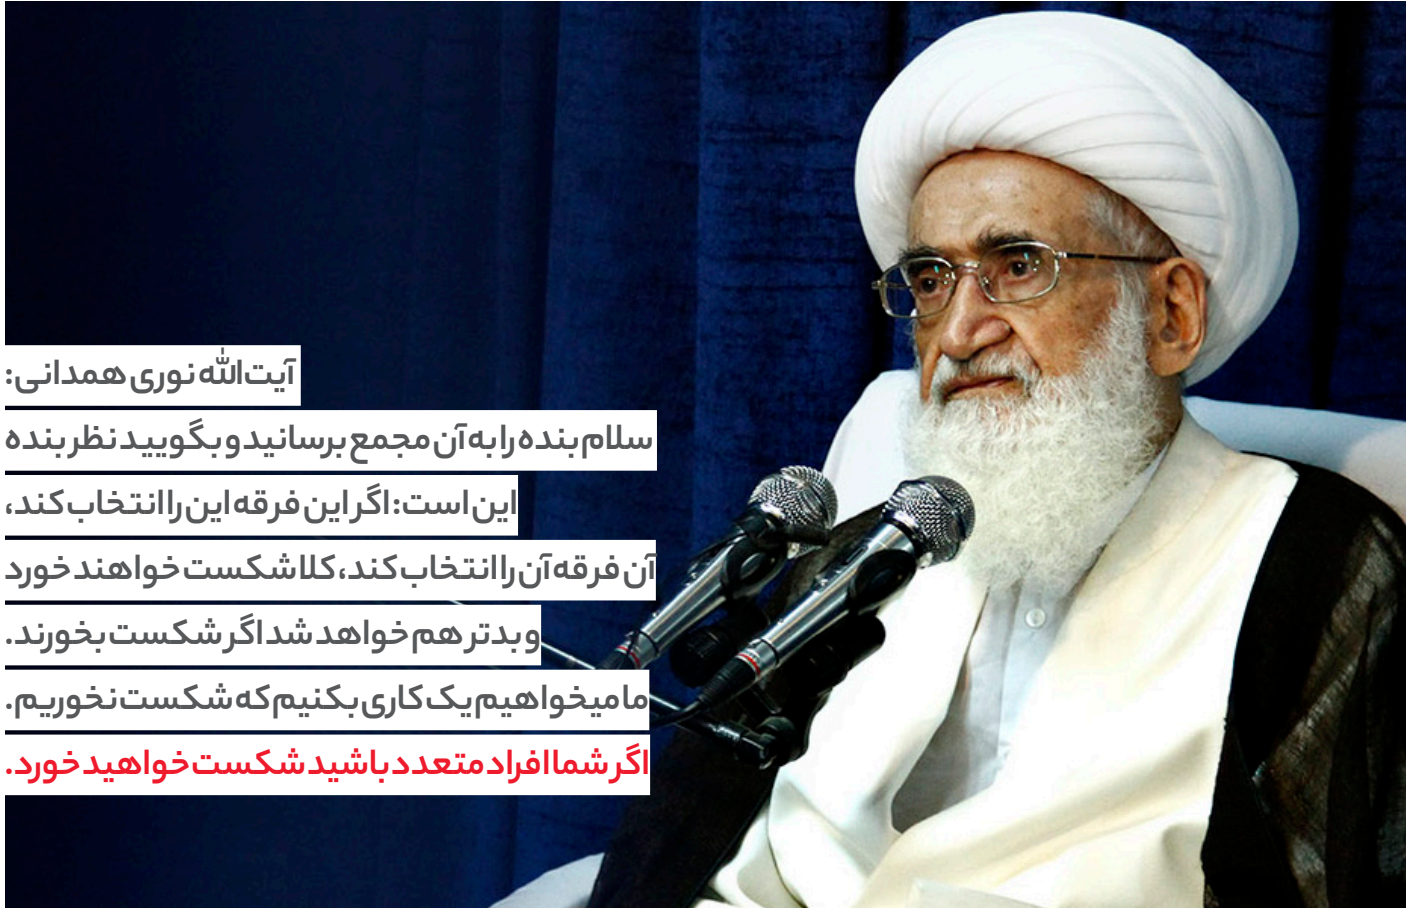 آیت‌الله نوری همدانی:
سلام بنده را به آن مجمع برسانید و بگویید نظر بنده
این است: اگر این فرقه این را انتخاب کند،
آن فرقه آن را انتخاب کند، کلا شکست خواهند خورد
و بدتر هم خواهد شد اگر شکست بخورند.
ما میخواهیم یک کاری بکنیم که شکست نخوریم.
اگر شما افراد متعدد باشید شکست خواهید خورد.